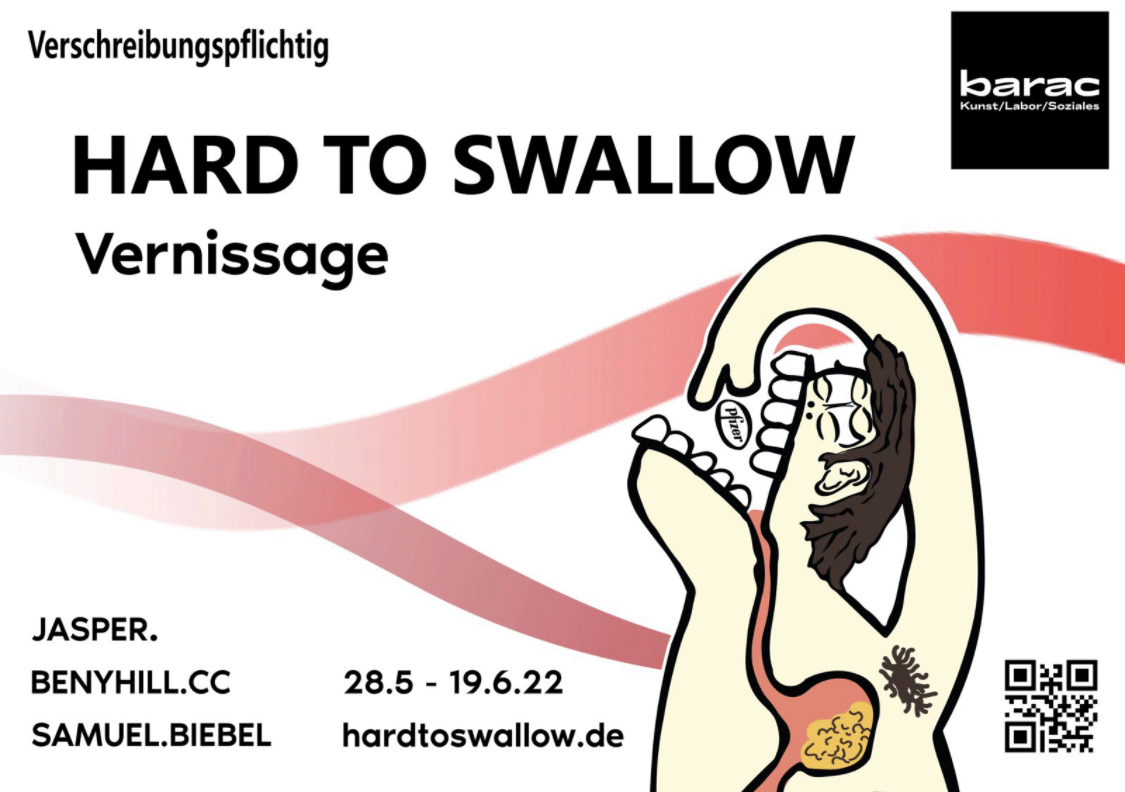 Verschreibungspflichtig
barac
Kunst/Labor/Soziales
HARD TO SWALLOW
Vernissage
pfizer
JASPER.
BENYHILL.CC
SAMUEL.BIEBEL
28.5 - 19.6.22
hardtoswallow.de